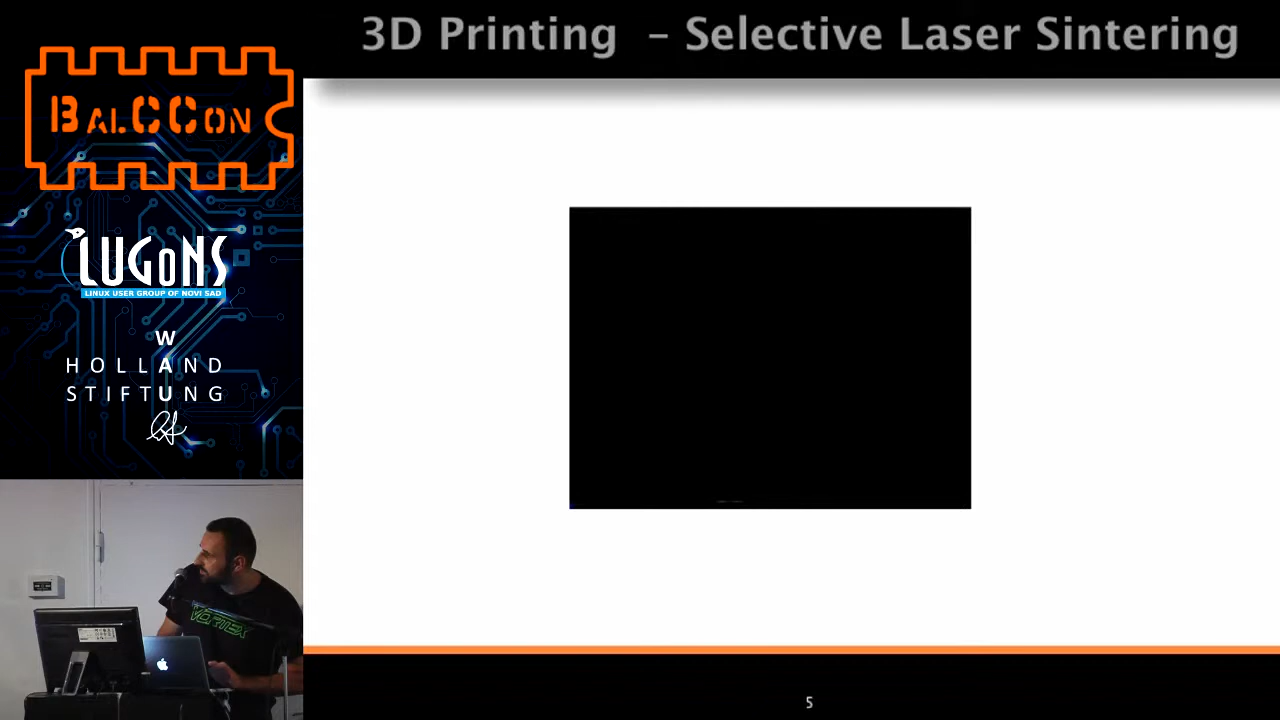 3D Printing – Selective Laser Sintering
BALCCON
LUGoNS
LINUX USER GROUP OF NOVI SAD
W
HOLLAND
STIFTUNG
VORTEX
5